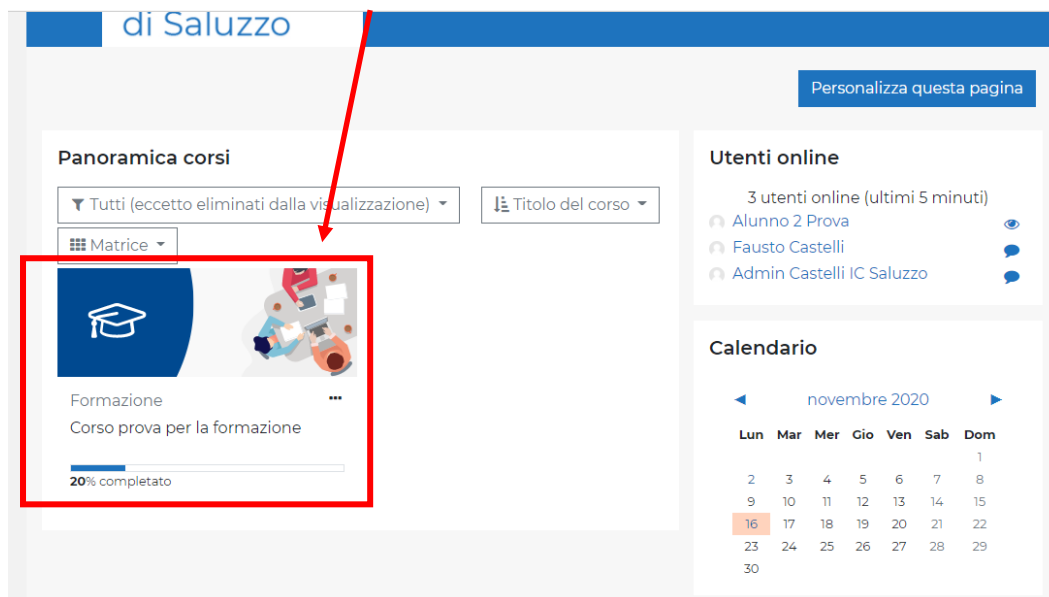 di Saluzzo
Personalizza questa pagina
Panoramica corsi
Tutti (eccetto eliminati dalla visualizzazione)
Titolo del corso
Matrice
Formazione
Corso prova per la formazione
20% completato
Utenti online
3 utenti online (ultimi 5 minuti)
Alunno 2 Prova
Fausto Castelli
Admin Castelli IC Saluzzo
Calendario
◄ novembre 2020 ►
Lun Mar Mer Gio Ven Sab Dom
1
2 3 4 5 6 7 8
9 10 11 12 13 14 15
16 17 18 19 20 21 22
23 24 25 26 27 28 29
30